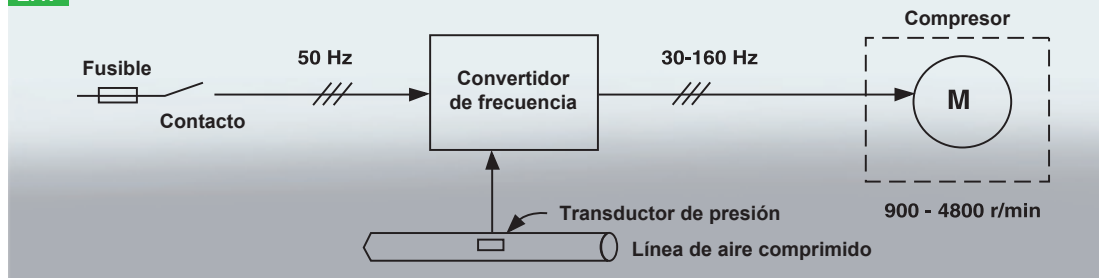 Fusible
Contacto
50 Hz
Convertidor
de frecuencia
30-160 Hz
Compresor
M
900 - 4800 r/min
Transductor de presión
Línea de aire comprimido